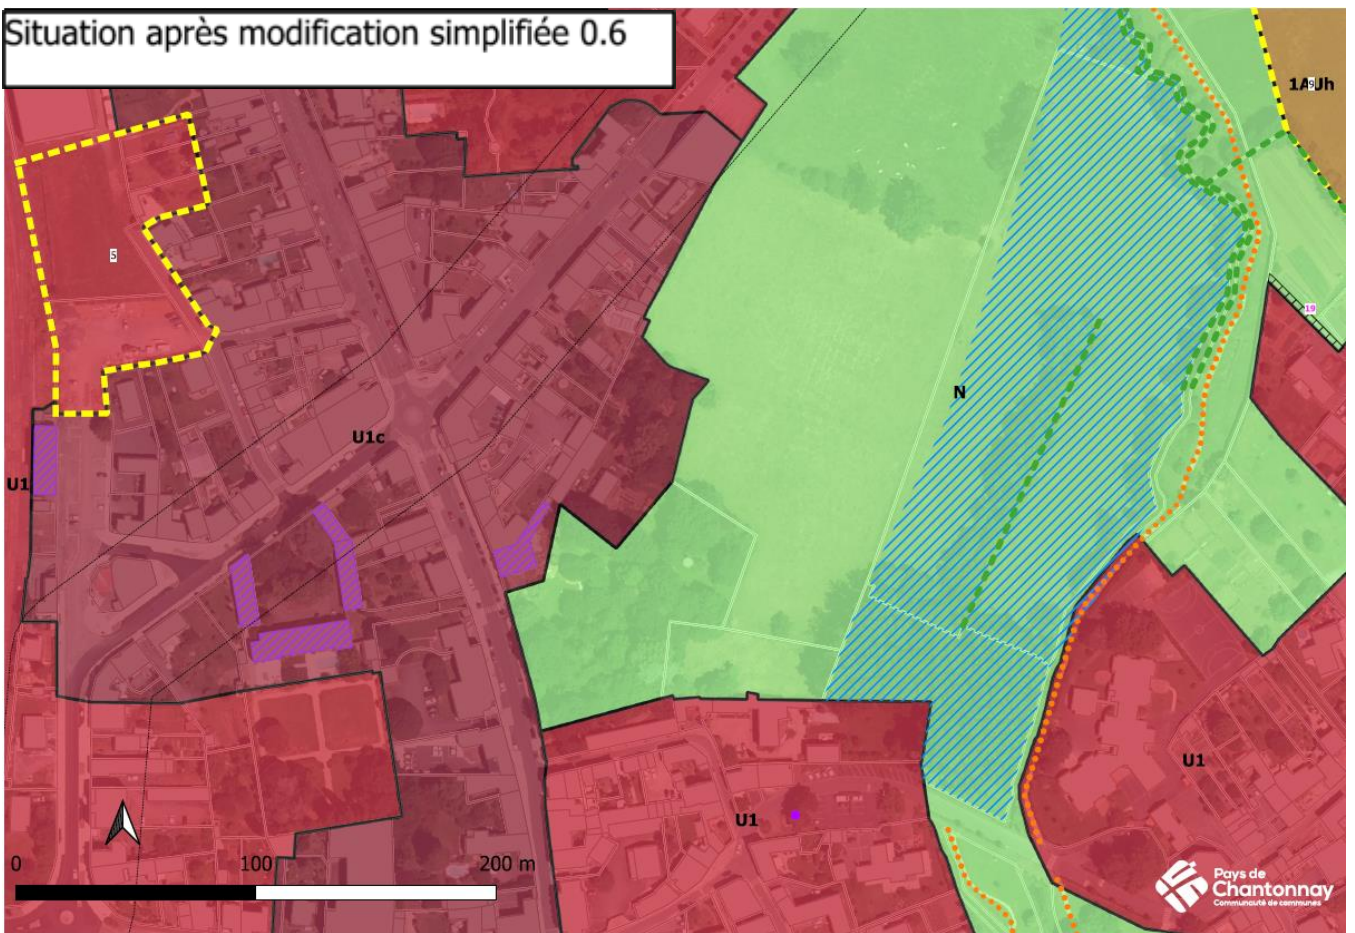 Situation après modification simplifiée 0.6
1AUh
9
5
19
N
U1c
U1
U1
U1
0 100 200 m
Pays de
Chantonnay
Communauté de communes